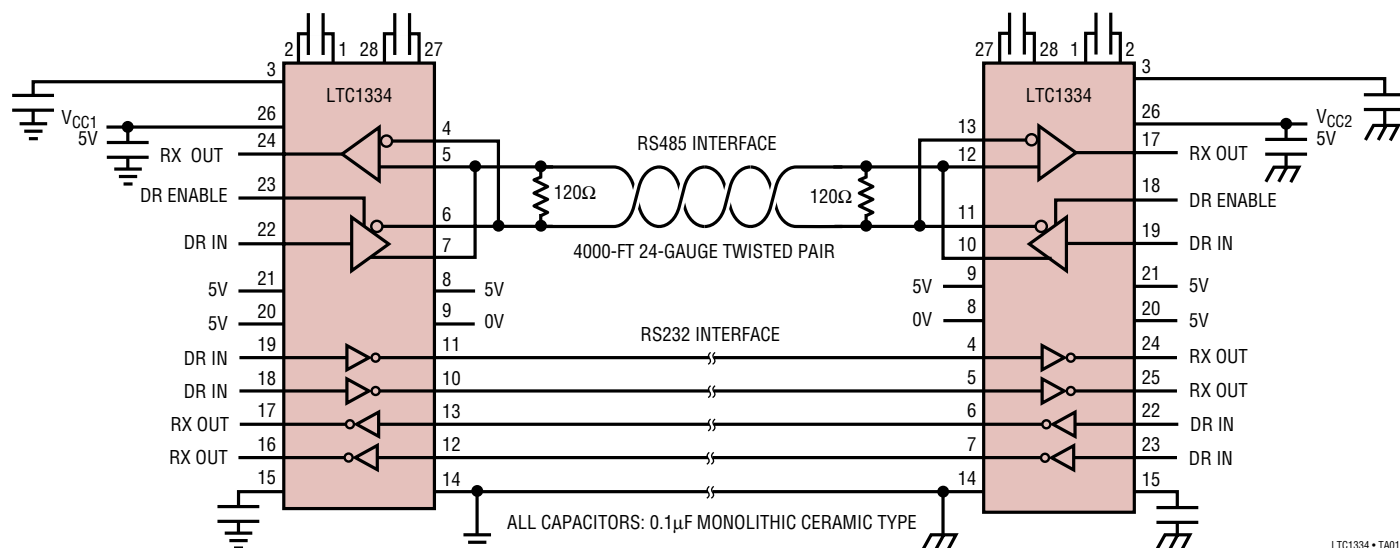 2 1 28 27
27 28 1 2
3
3
LTC1334
LTC1334
26
VCC1
5V
26
VCC2
5V
24
RX OUT
4
5
RS485 INTERFACE
13
12
17
RX OUT
23
DR ENABLE
120Ω
120Ω
18
DR ENABLE
22
DR IN
6
7
4000-FT 24-GAUGE TWISTED PAIR
11
10
19
DR IN
5V 21
8 5V
5V 9
21 5V
5V 20
9 0V
0V 8
20 5V
RS232 INTERFACE
DR IN 19
11
4
24 RX OUT
DR IN 18
10
5
25 RX OUT
RX OUT 17
13
6
22 DR IN
RX OUT 16
12
7
23 DR IN
15
14
14
15
ALL CAPACITORS: 0.1µF MONOLITHIC CERAMIC TYPE
LTC1334 • TA01